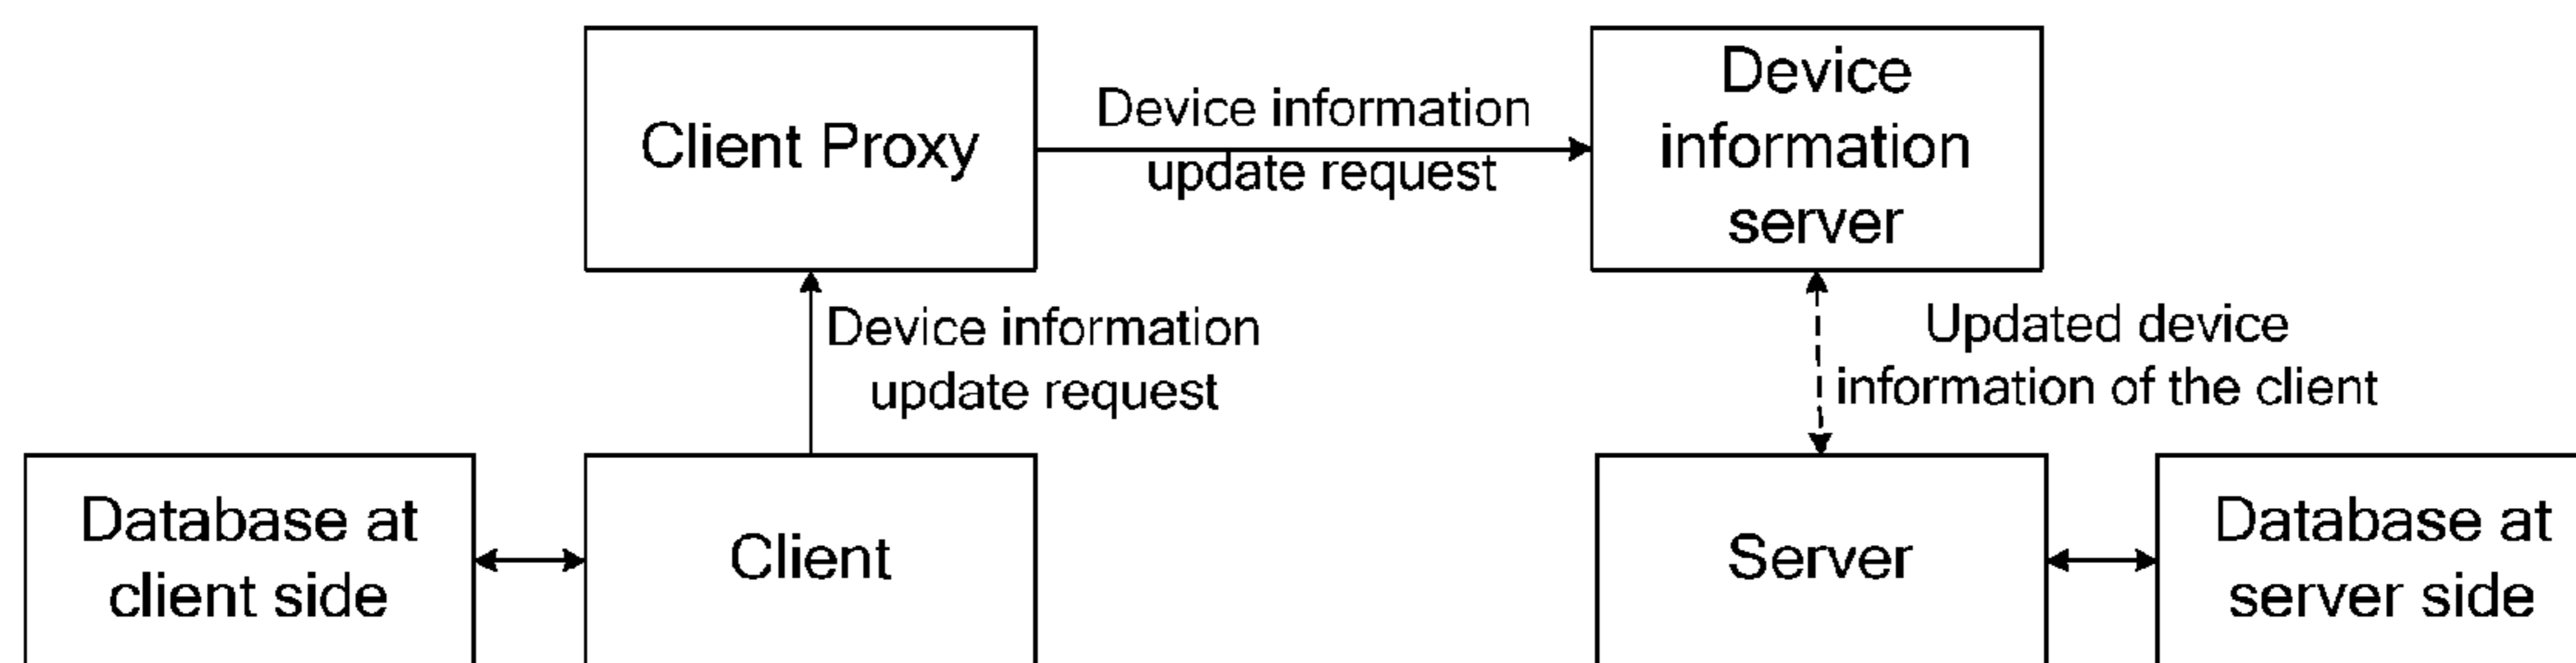 Client Proxy
Device information
update request
Device
information
server
Device information
update request
Updated device
information of the client
Database at
client side
Client
Server
Database at
server side